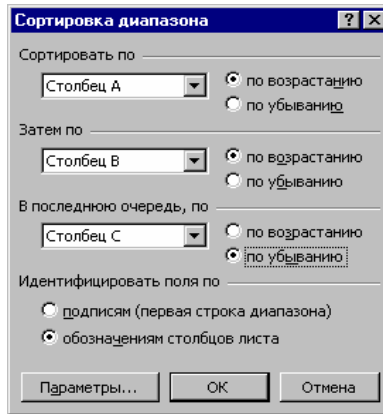 Сортировка диапазона
Сортировать по
Столбец A
по возрастанию
по убыванию
Затем по
Столбец B
по возрастанию
по убыванию
В последнюю очередь, по
Столбец C
по возрастанию
по убыванию
Идентифицировать поля по
подписям (первая строка диапазона)
обозначениям столбцов листа
Параметры... OK Отмена